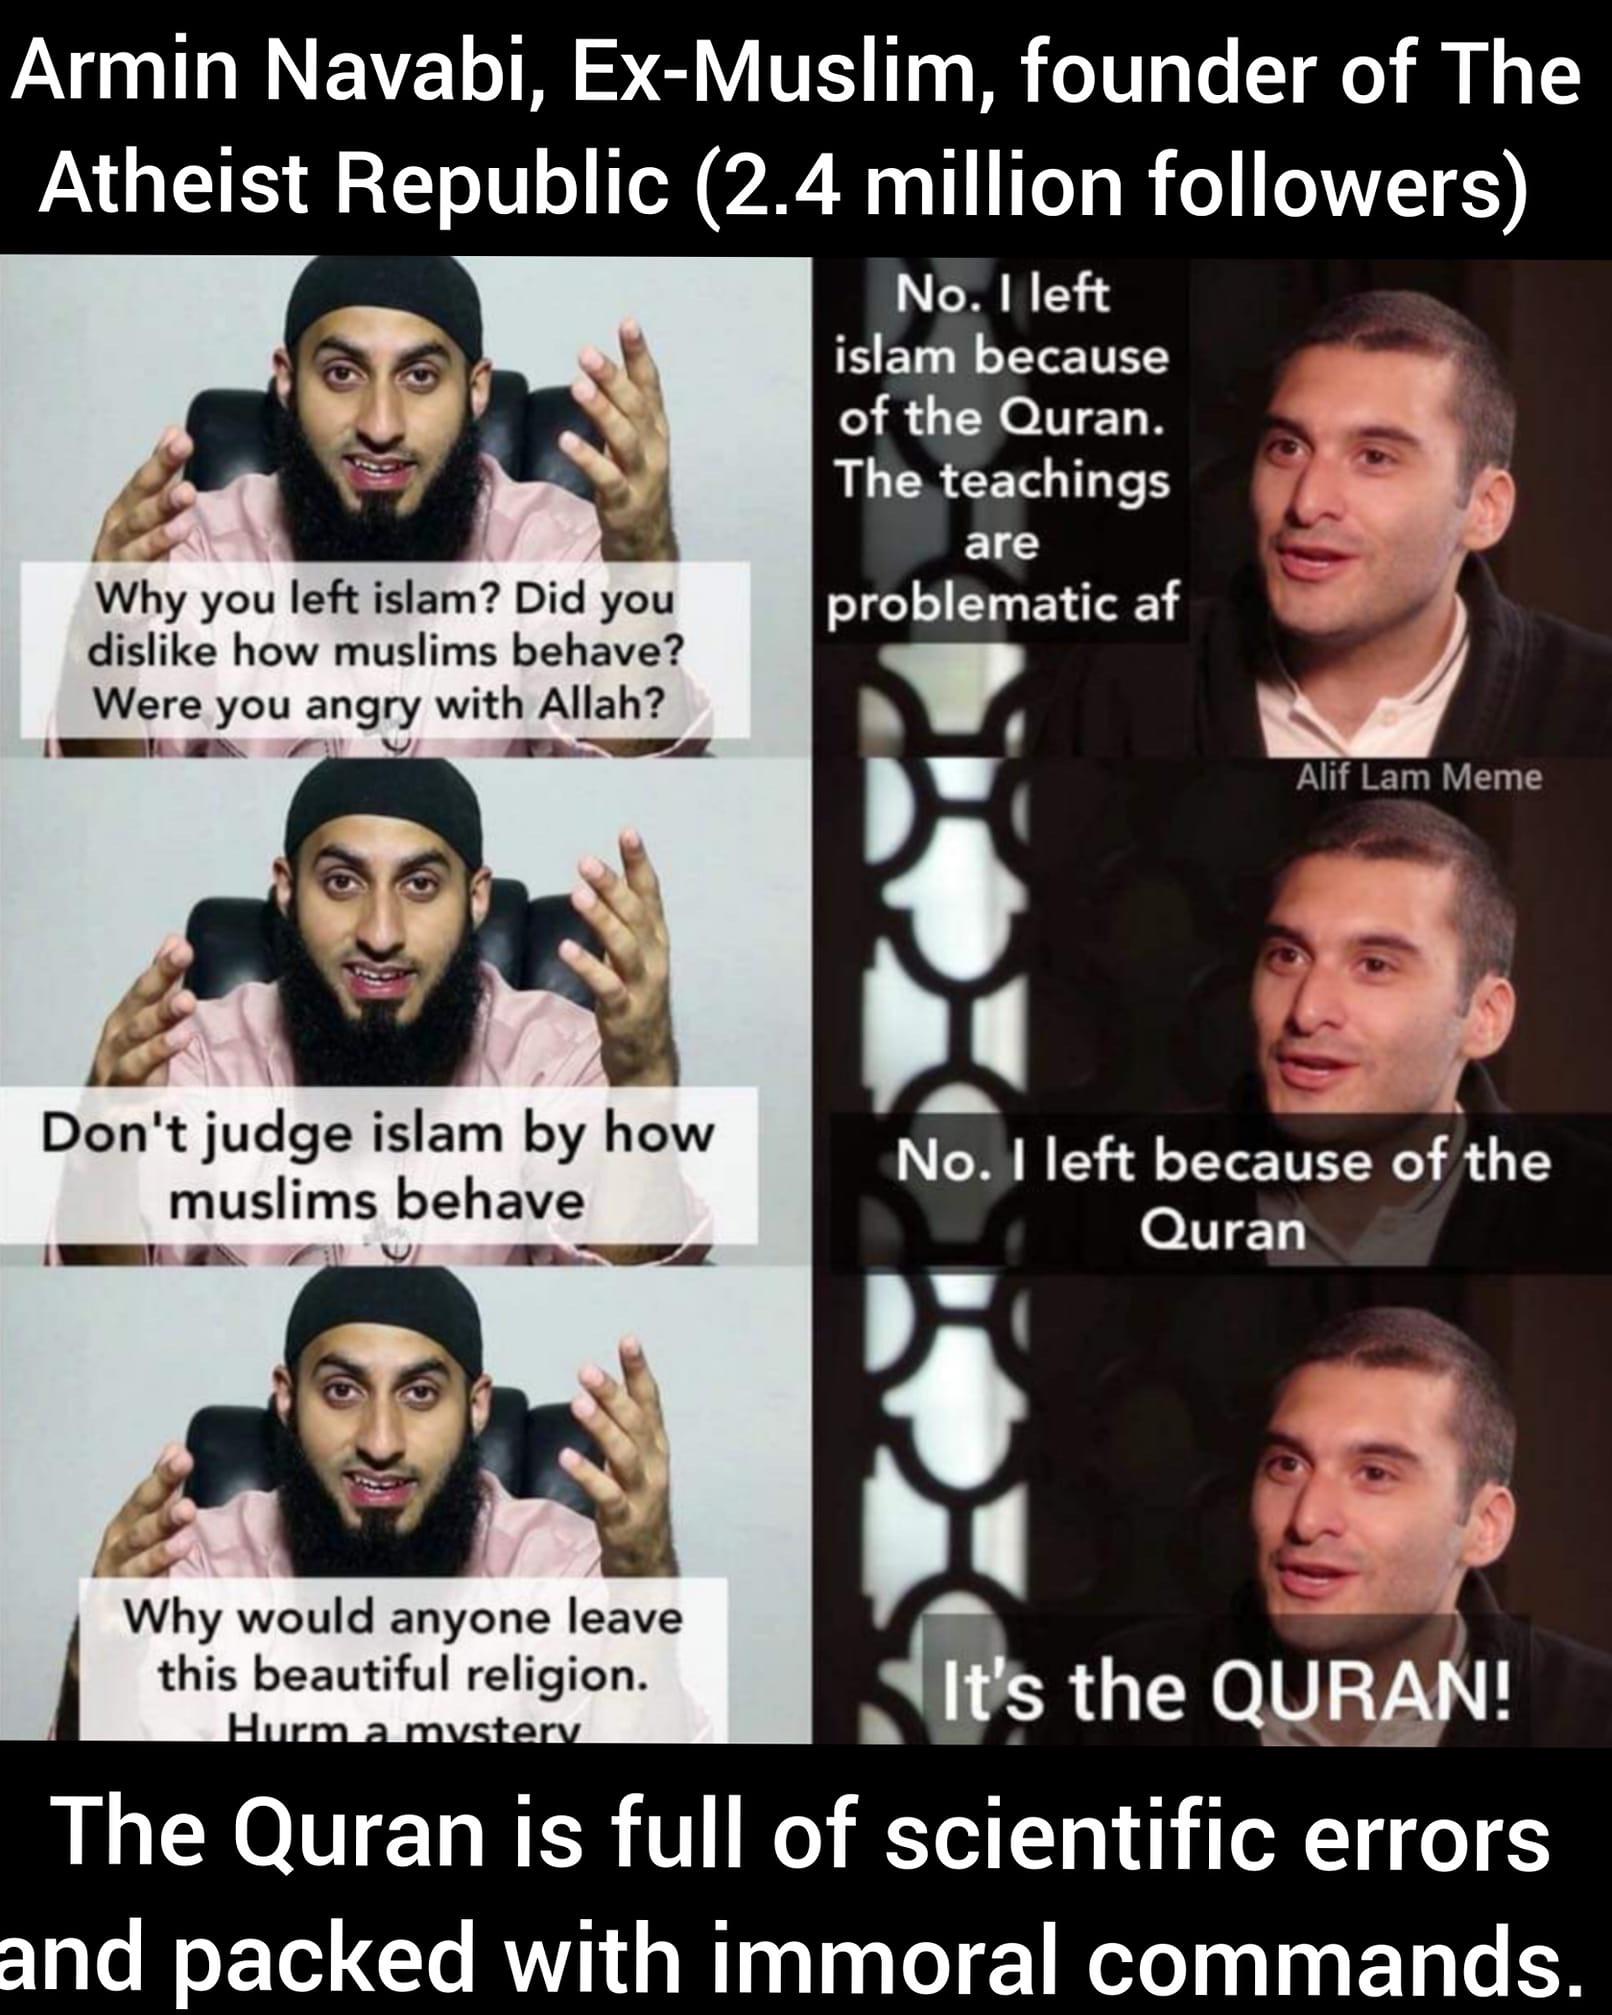 Armin Navabi, Ex-Muslim, founder of The
Atheist Republic (2.4 million followers)
Why you left islam? Did you
dislike how muslims behave?
Were you angry with Allah?
No. I left
islam because
of the Quran.
The teachings
are
problematic af
Alif Lam Meme
Don't judge islam by how
muslims behave
No. I left because of the
Quran
Why would anyone leave
this beautiful religion.
Hurm a mystery
It's the QURAN!
The Quran is full of scientific errors
and packed with immoral commands.